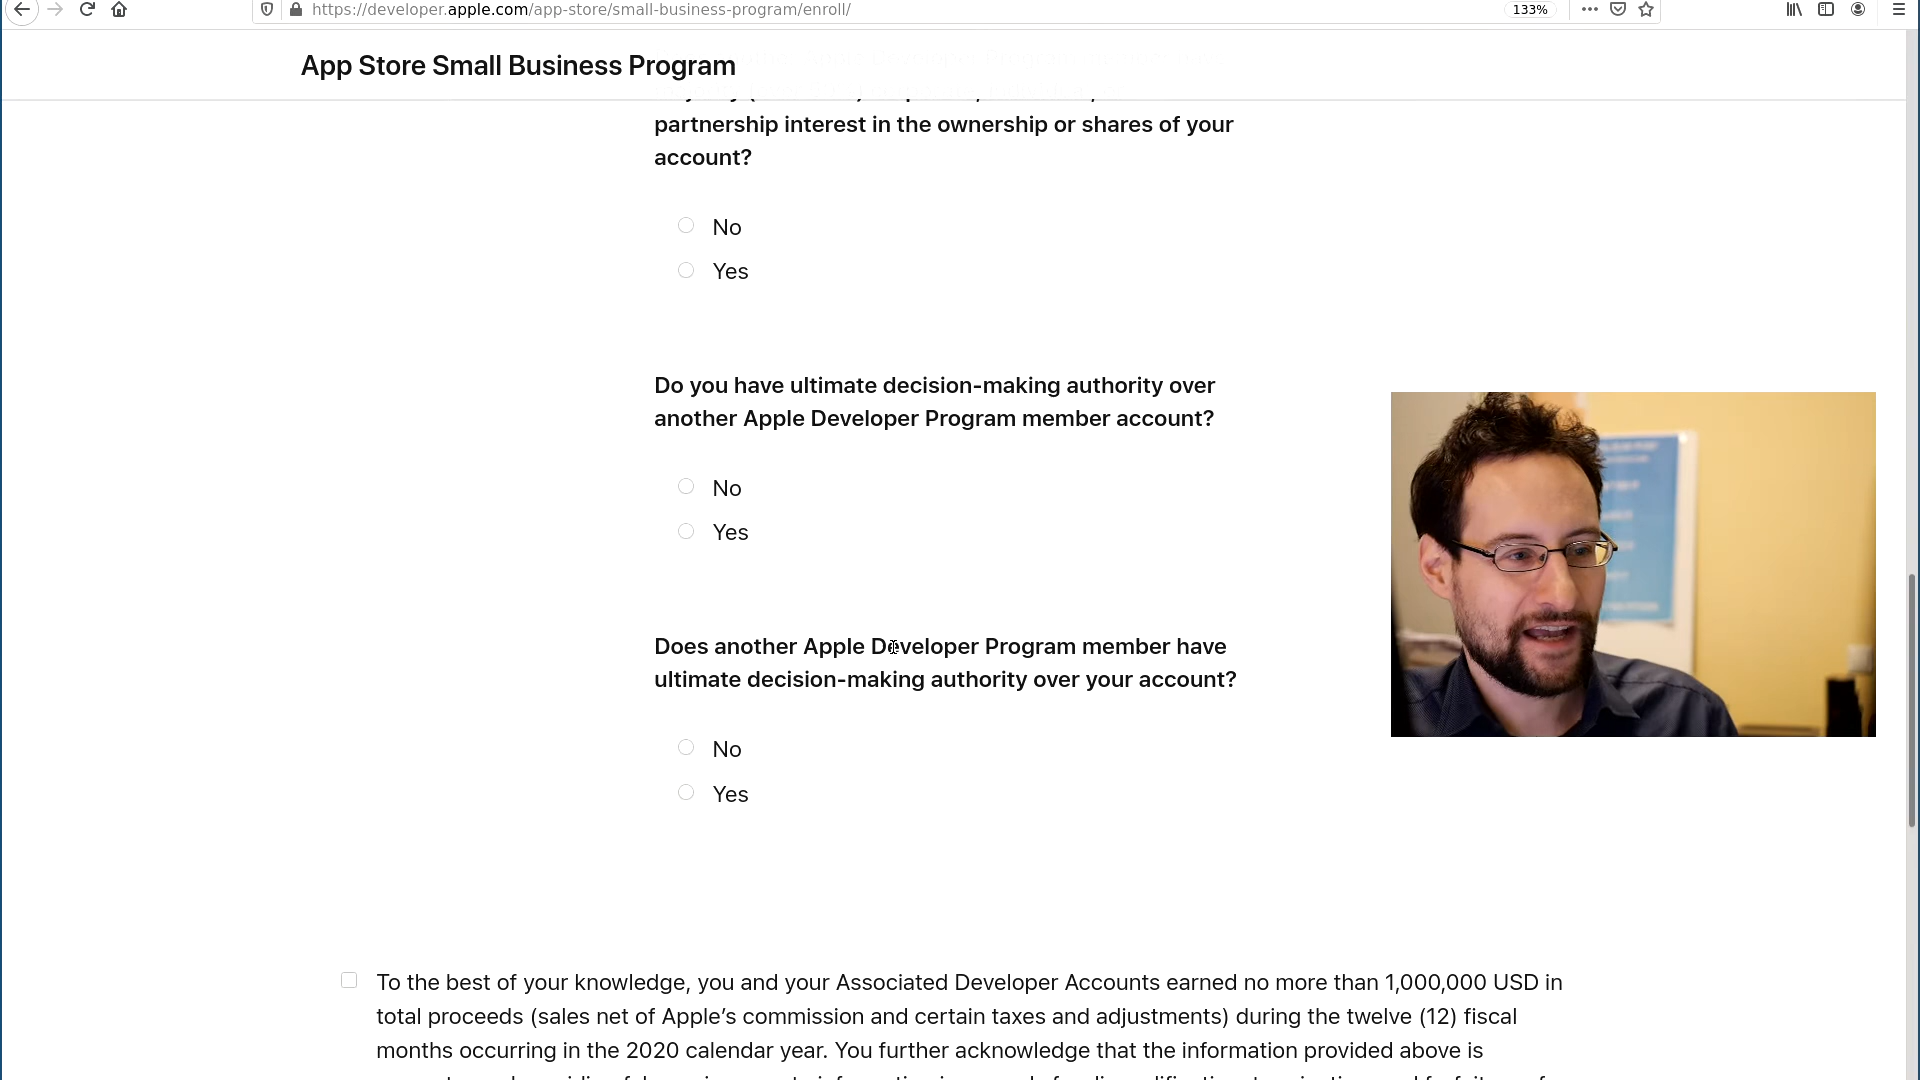 https://developer.apple.com/app-store/small-business-program/enroll/
133%
App Store Small Business Program
partnership interest in the ownership or shares of your
account?
No
Yes
Do you have ultimate decision-making authority over
another Apple Developer Program member account?
No
Yes
Does another Apple Developer Program member have
ultimate decision-making authority over your account?
No
Yes
To the best of your knowledge, you and your Associated Developer Accounts earned no more than 1,000,000 USD in
total proceeds (sales net of Apple’s commission and certain taxes and adjustments) during the twelve (12) fiscal
months occurring in the 2020 calendar year. You further acknowledge that the information provided above is